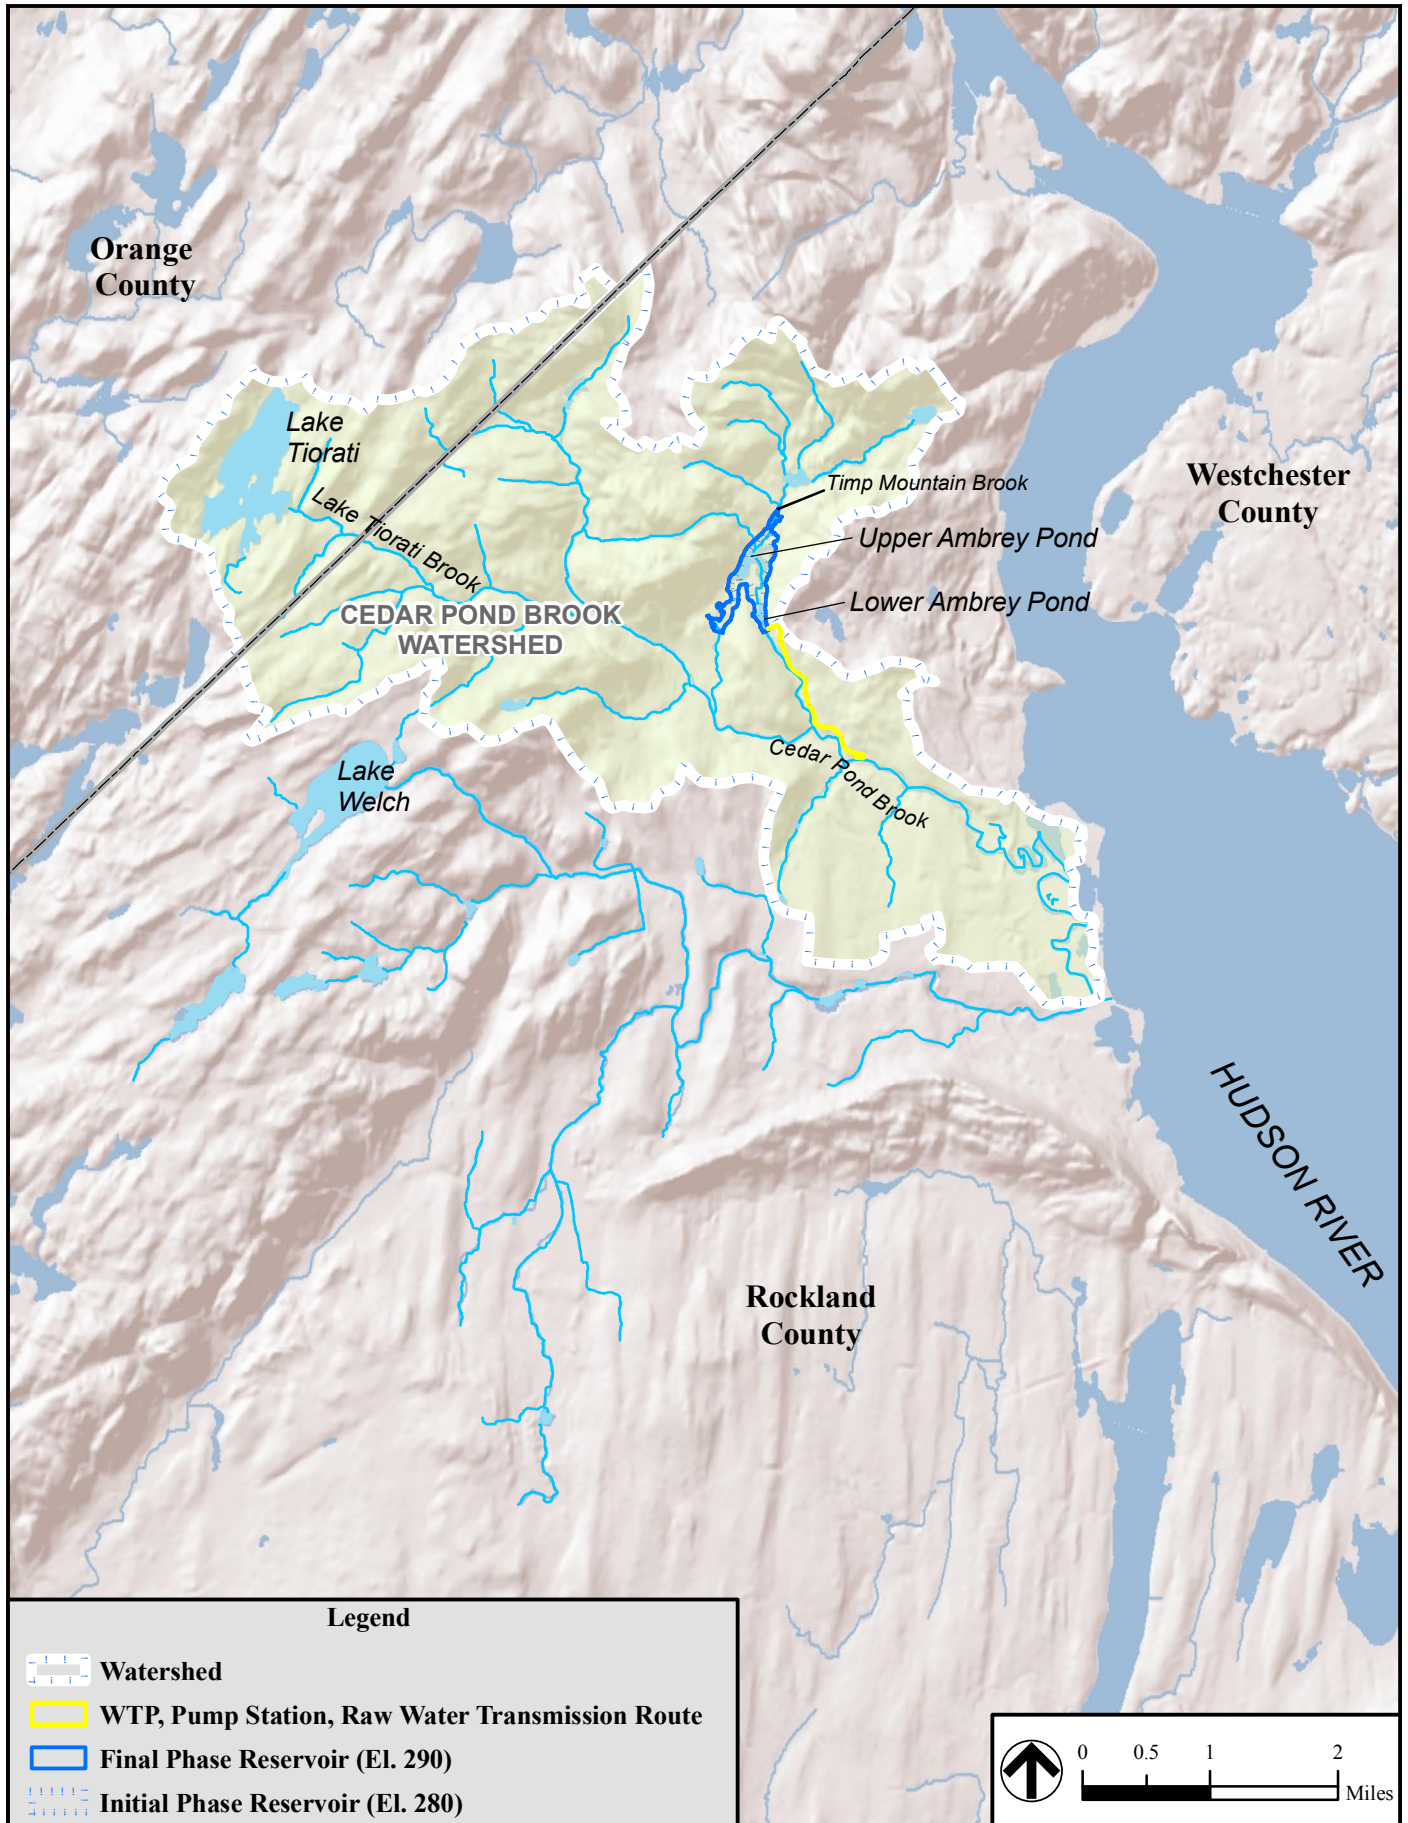 Orange
County
Lake
Tiorati
Lake Tiorati Brook
Timp Mountain Brook
Upper Ambrey Pond
Lower Ambrey Pond
Westchester
County
CEDAR POND BROOK
WATERSHED
Cedar Pond Brook
Lake
Welch
HUDSON RIVER
Rockland
County
Legend
Watershed
WTP, Pump Station, Raw Water Transmission Route
Final Phase Reservoir (El. 290)
Initial Phase Reservoir (El. 280)
0 0.5 1 2
Miles